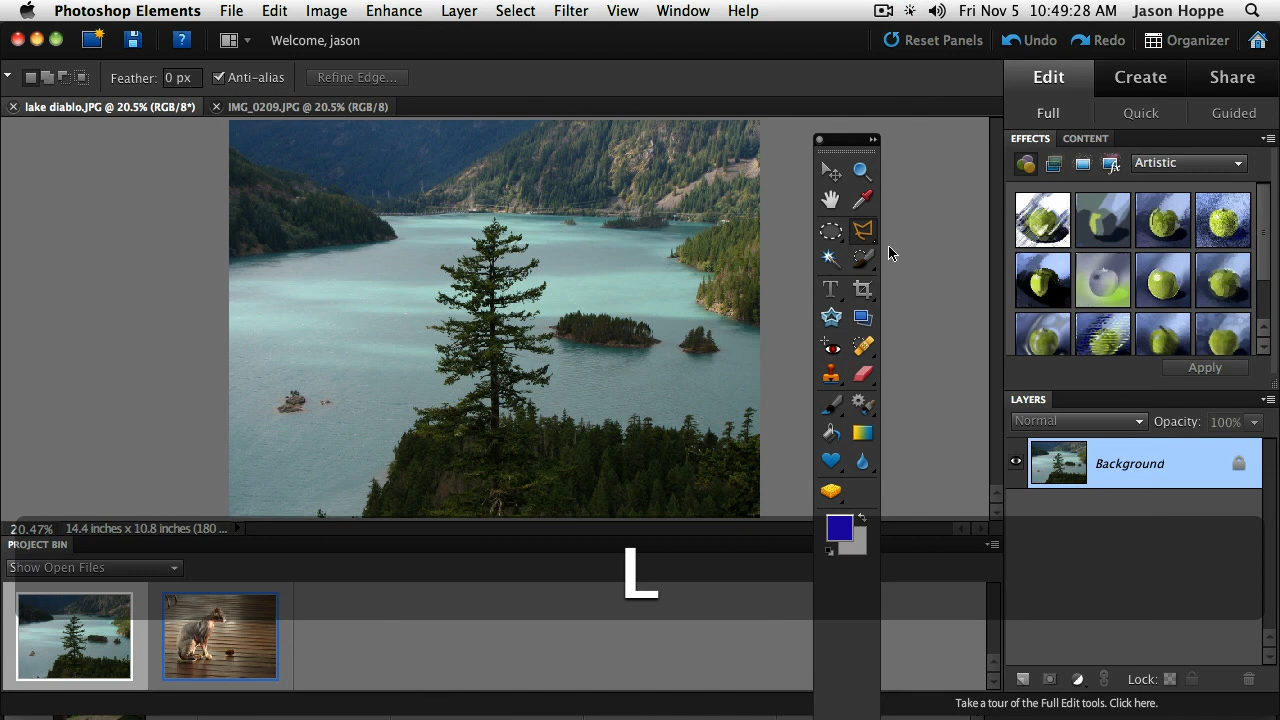 Photoshop Elements File Edit Image Enhance Layer Select Filter View Window Help Fri Nov 5 10:49:28 AM Jason Hoppe
? Welcome, jason Reset Panels Undo Redo Organizer
Feather: 0 px Anti-alias Refine Edge... Edit Create Share
lake diablo.JPG @ 20.5% (RGB/8*) IMG_0209.JPG @ 20.5% (RGB/8)
Full Quick Guided
EFFECTS CONTENT
Artistic
T
Apply
LAYERS
Normal Opacity: 100%
Background
20.47% 14.4 inches x 10.8 inches (180 ...
PROJECT BIN
Show Open Files
L
Lock:
Take a tour of the Full Edit tools. Click here.